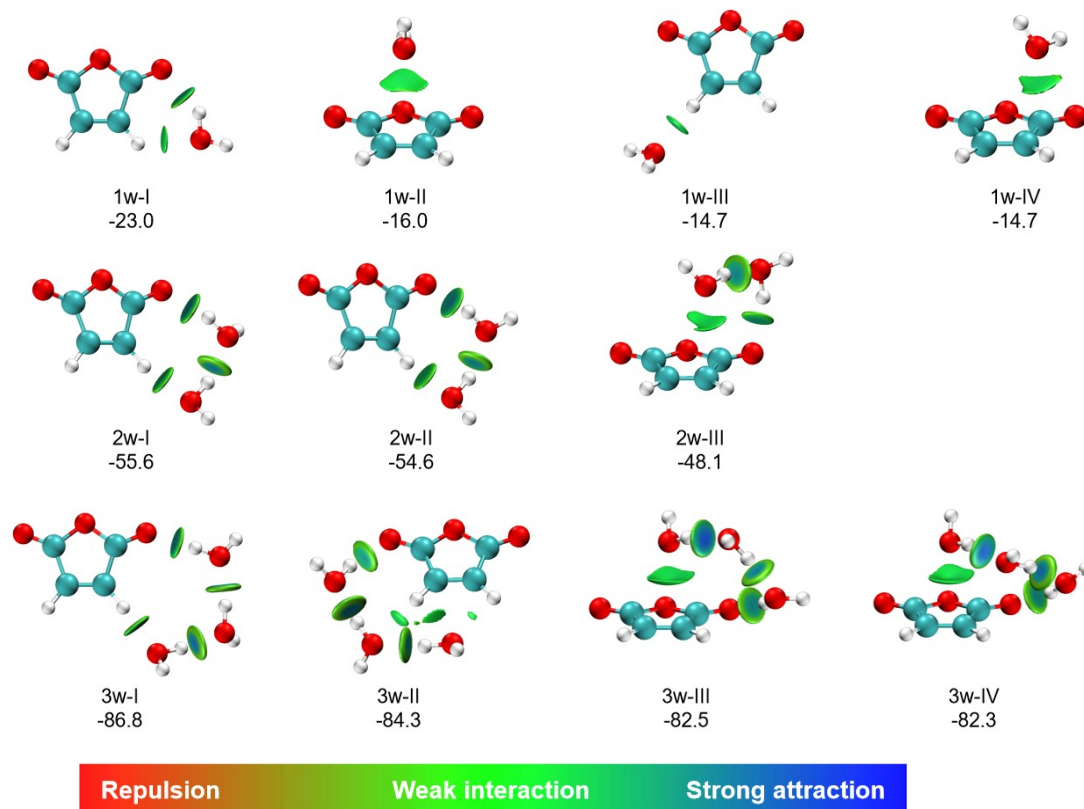 1w-I 1w-II 1w-III 1w-IV
-23.0 -16.0 -14.7 -14.7
2w-I 2w-II 2w-III
-55.6 -54.6 -48.1
3w-I 3w-II 3w-III 3w-IV
-86.8 -84.3 -82.5 -82.3
Repulsion Weak interaction Strong attraction